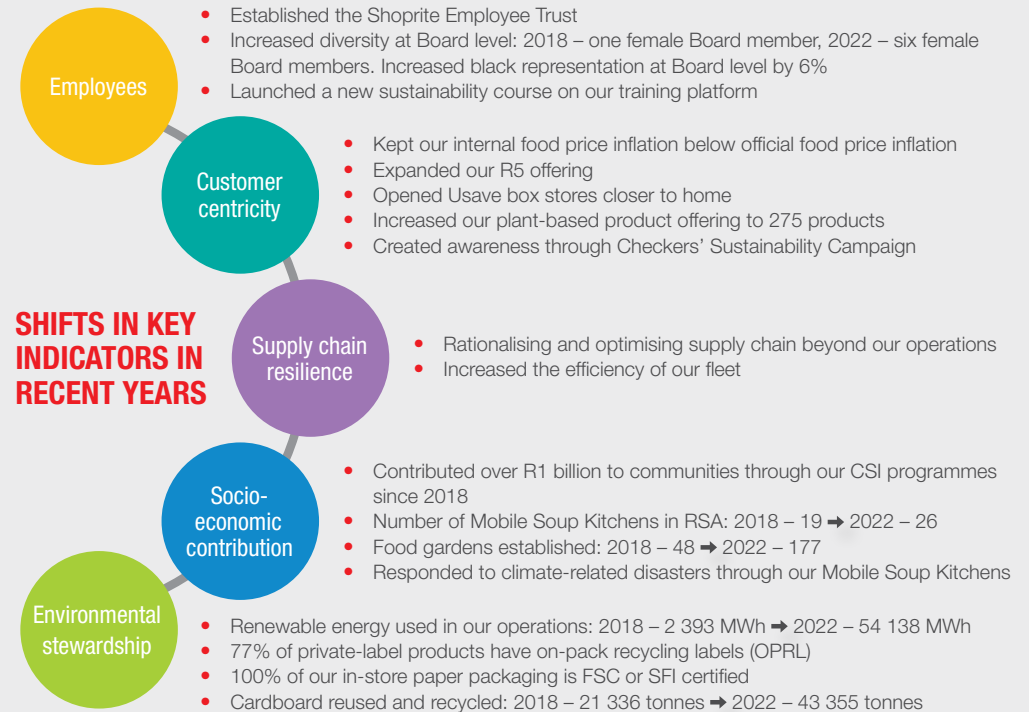 Employees
• Established the Shoprite Employee Trust
• Increased diversity at Board level: 2018 – one female Board member, 2022 – six female
Board members. Increased black representation at Board level by 6%
• Launched a new sustainability course on our training platform
Customer
centricity
• Kept our internal food price inflation below official food price inflation
• Expanded our R5 offering
• Opened Usave box stores closer to home
• Increased our plant-based product offering to 275 products
• Created awareness through Checkers’ Sustainability Campaign
SHIFTS IN KEY
INDICATORS IN
RECENT YEARS
Supply chain
resilience
• Rationalising and optimising supply chain beyond our operations
• Increased the efficiency of our fleet
Socio-
economic
contribution
• Contributed over R1 billion to communities through our CSI programmes
since 2018
• Number of Mobile Soup Kitchens in RSA: 2018 – 19 ➡ 2022 – 26
• Food gardens established: 2018 – 48 ➡ 2022 – 177
• Responded to climate-related disasters through our Mobile Soup Kitchens
Environmental
stewardship
• Renewable energy used in our operations: 2018 – 2 393 MWh ➡ 2022 – 54 138 MWh
• 77% of private-label products have on-pack recycling labels (OPRL)
• 100% of our in-store paper packaging is FSC or SFI certified
• Cardboard reused and recycled: 2018 – 21 336 tonnes ➡ 2022 – 43 355 tonnes